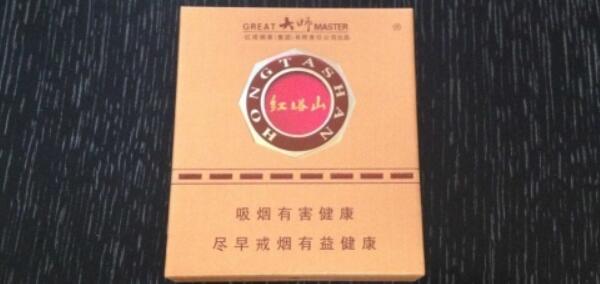 GREAT 大师 MASTER
红塔烟草(集团)有限责任公司出品
HONGTASHAN
红塔山
吸烟有害健康
尽早戒烟有益健康